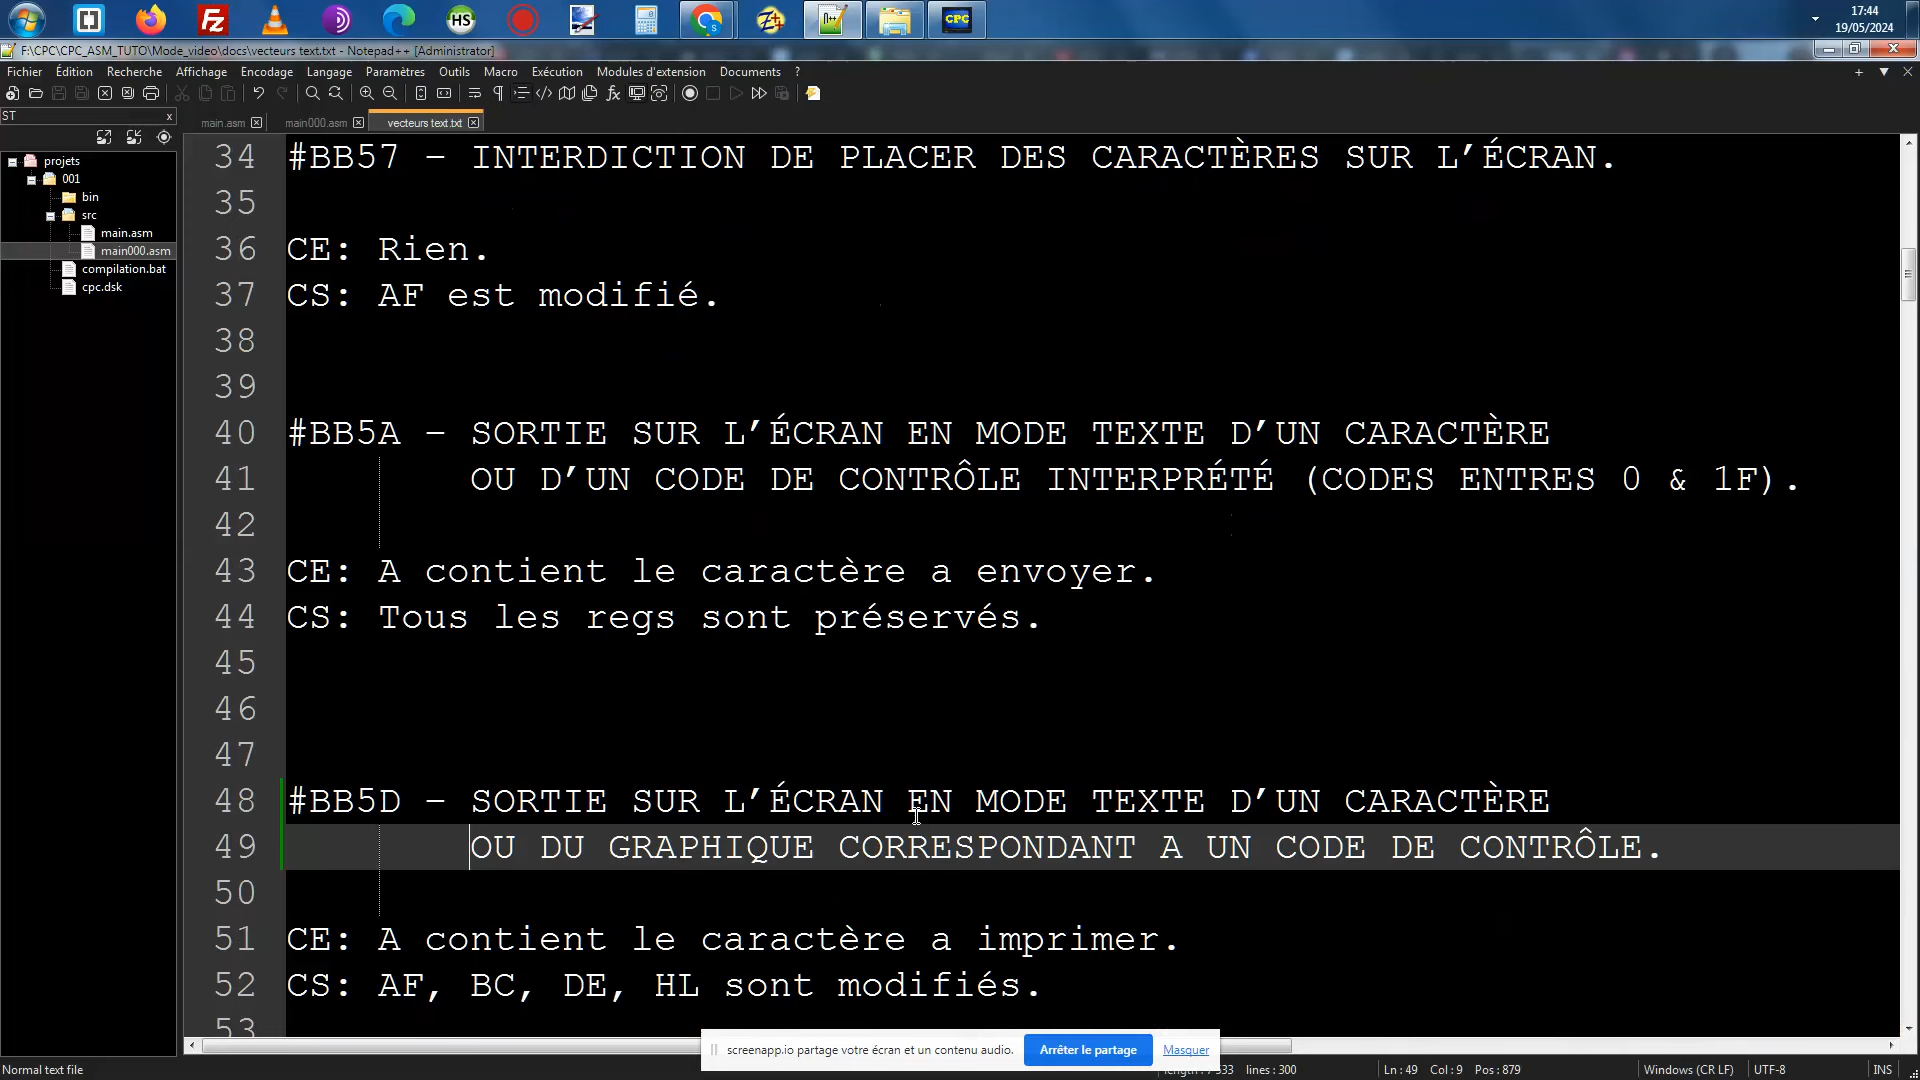 17:44
19/05/2024
F:\CPC\CPC_ASM_TUTO\Mode_video\docs\vecteurs text.txt - Notepad++ [Administrator]
Fichier Édition Recherche Affichage Encodage Langage Paramètres Outils Macro Exécution Modules d'extension Documents ?
ST
main.asm main000.asm vecteurs text.txt
projets
001
bin
src
main.asm
main000.asm
compilation.bat
cpc.dsk
34 #BB57 – INTERDICTION DE PLACER DES CARACTÈRES SUR L’ÉCRAN.
35
36 CE: Rien.
37 CS: AF est modifié.
38
39
40 #BB5A – SORTIE SUR L’ÉCRAN EN MODE TEXTE D’UN CARACTÈRE
41 OU D’UN CODE DE CONTRÔLE INTERPRÉTÉ (CODES ENTRES 0 & 1F).
42
43 CE: A contient le caractère a envoyer.
44 CS: Tous les regs sont préservés.
45
46
47
48 #BB5D – SORTIE SUR L’ÉCRAN EN MODE TEXTE D’UN CARACTÈRE
49 OU DU GRAPHIQUE CORRESPONDANT A UN CODE DE CONTRÔLE.
50
51 CE: A contient le caractère a imprimer.
52 CS: AF, BC, DE, HL sont modifiés.
53
screenapp.io partage votre écran et un contenu audio. Arrêter le partage Masquer
Normal text file lines : 300 Ln : 49 Col : 9 Pos : 879 Windows (CR LF) UTF-8 INS